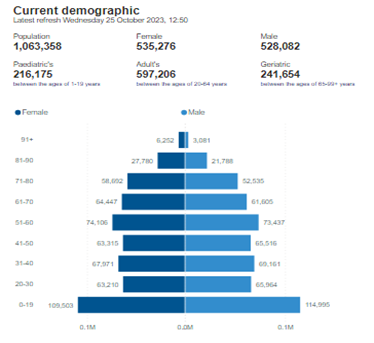 Current demographic
Latest refresh Wednesday 25 October 2023, 12:50
Population Female Male
1,063,358 535,276 528,082
Paediatric's Adult's Geriatric
216,175 597,206 241,654
between the ages of 1-19 years between the ages of 20-64 years between the ages of 65-99+ years
Female Male
91+ 6,252 3,081
81-90 27,780 21,788
71-80 58,692 52,535
61-70 64,447 61,605
51-60 74,106 73,437
41-50 63,315 65,516
31-40 67,971 69,161
20-30 63,210 65,964
0-19 109,503 114,995
0.1M 0.0M 0.1M